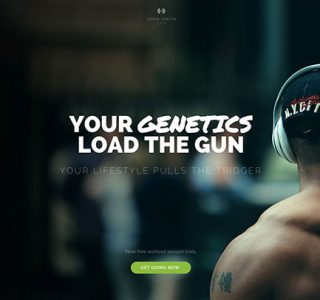 JOHN SMITH
YOUR GENETICS
LOAD THE GUN
YOUR LIFESTYLE PULLS THE TRIGGER
Now free workout session trials
GET GOING NOW